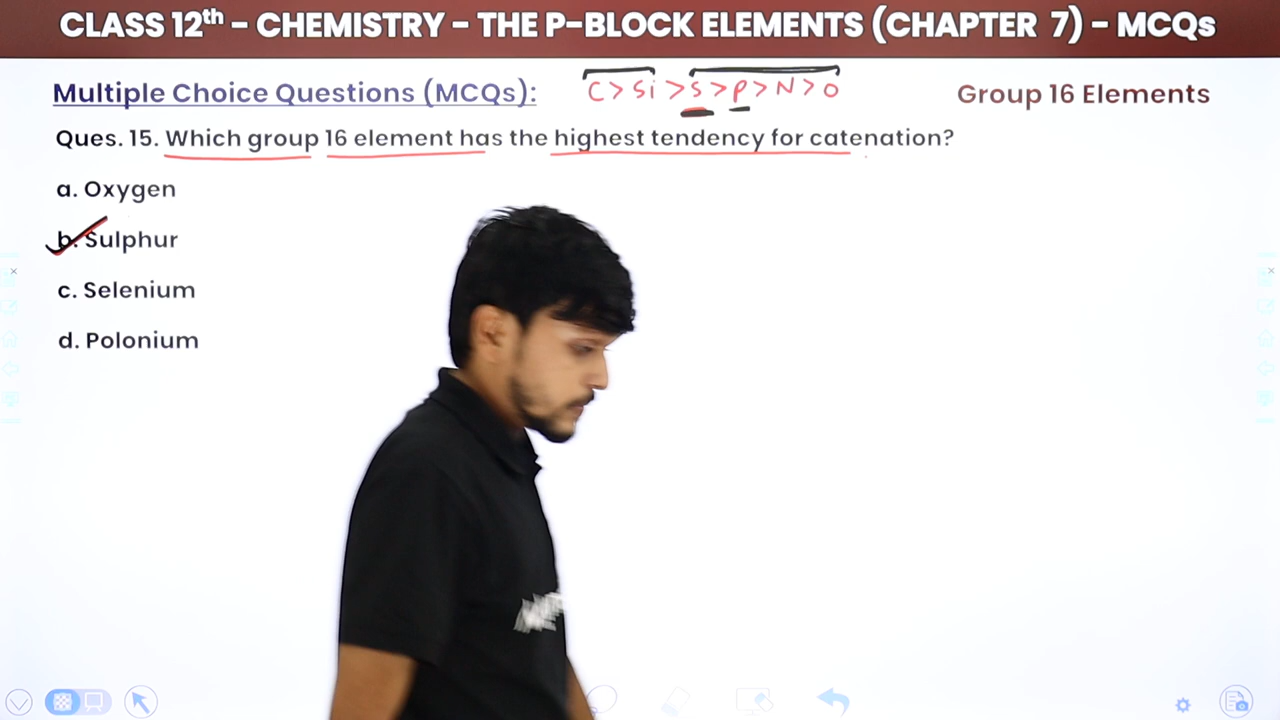 CLASS 12th - CHEMISTRY - THE P-BLOCK ELEMENTS (CHAPTER 7) - MCQs
Multiple Choice Questions (MCQs):
C > Si > S > P > N > O
Group 16 Elements
Ques. 15. Which group 16 element has the highest tendency for catenation?
a. Oxygen
b. Sulphur
c. Selenium
d. Polonium